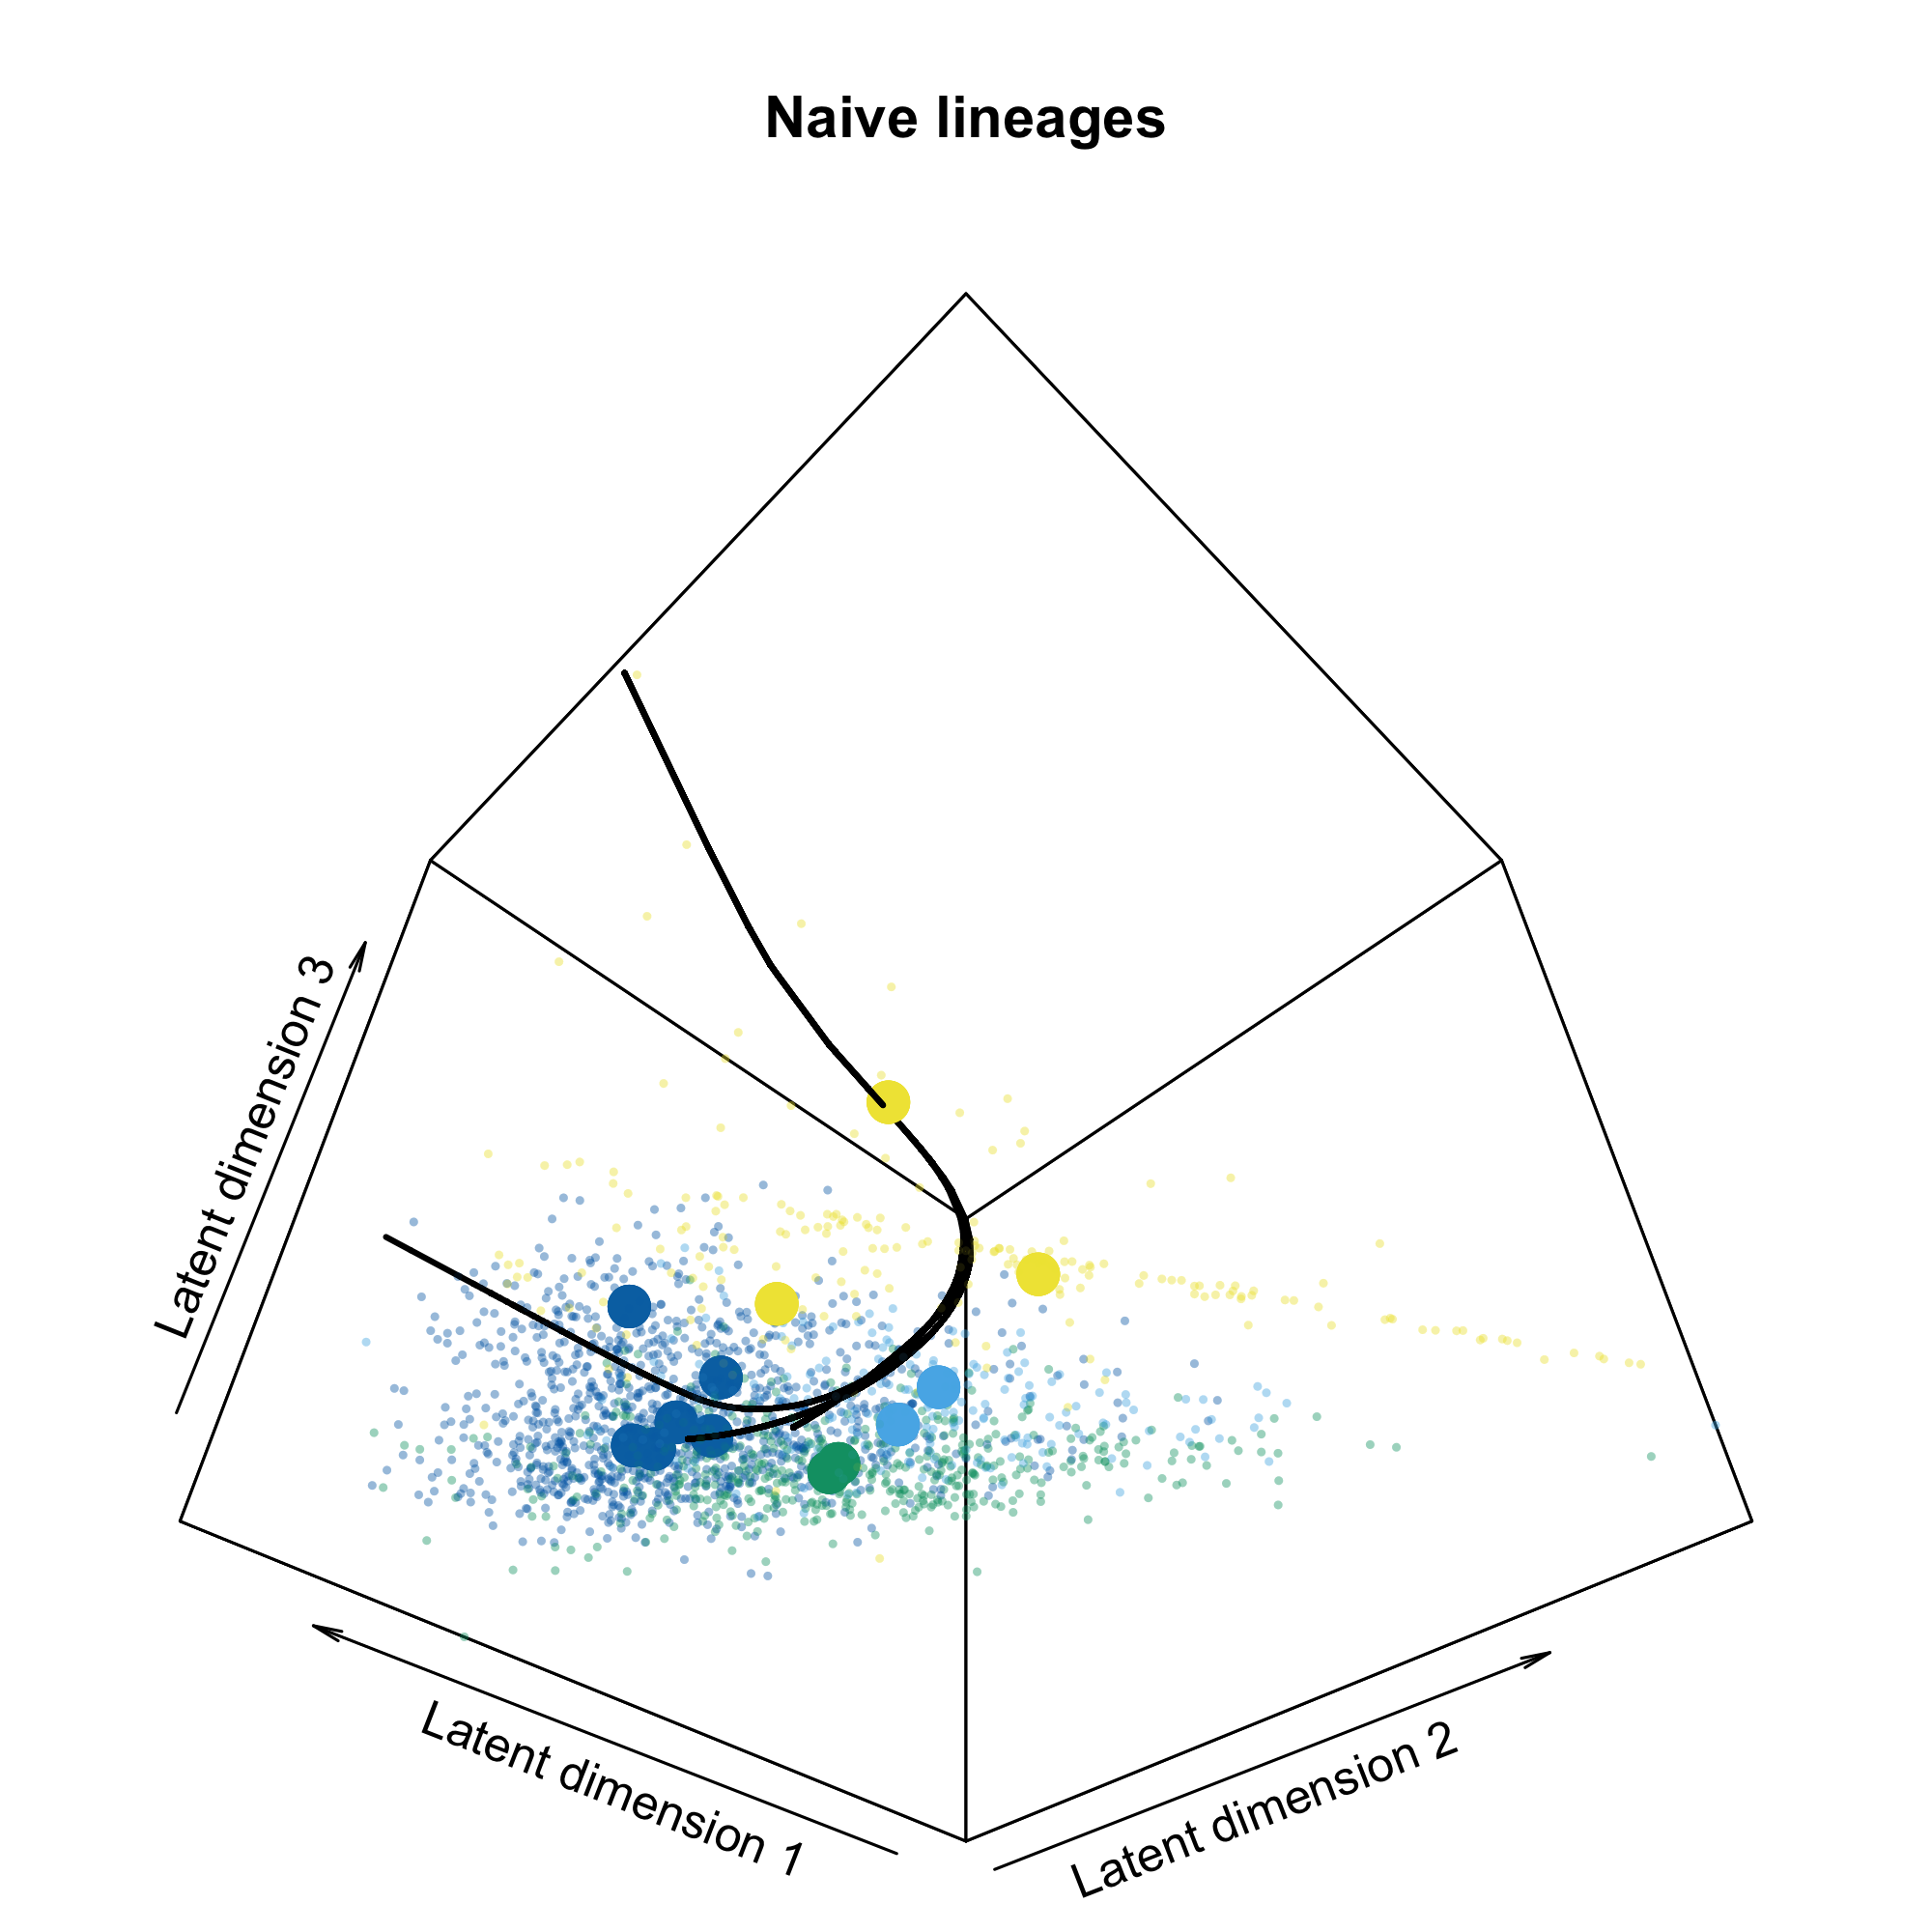 Naive lineages
Latent dimension 3
Latent dimension 1
Latent dimension 2